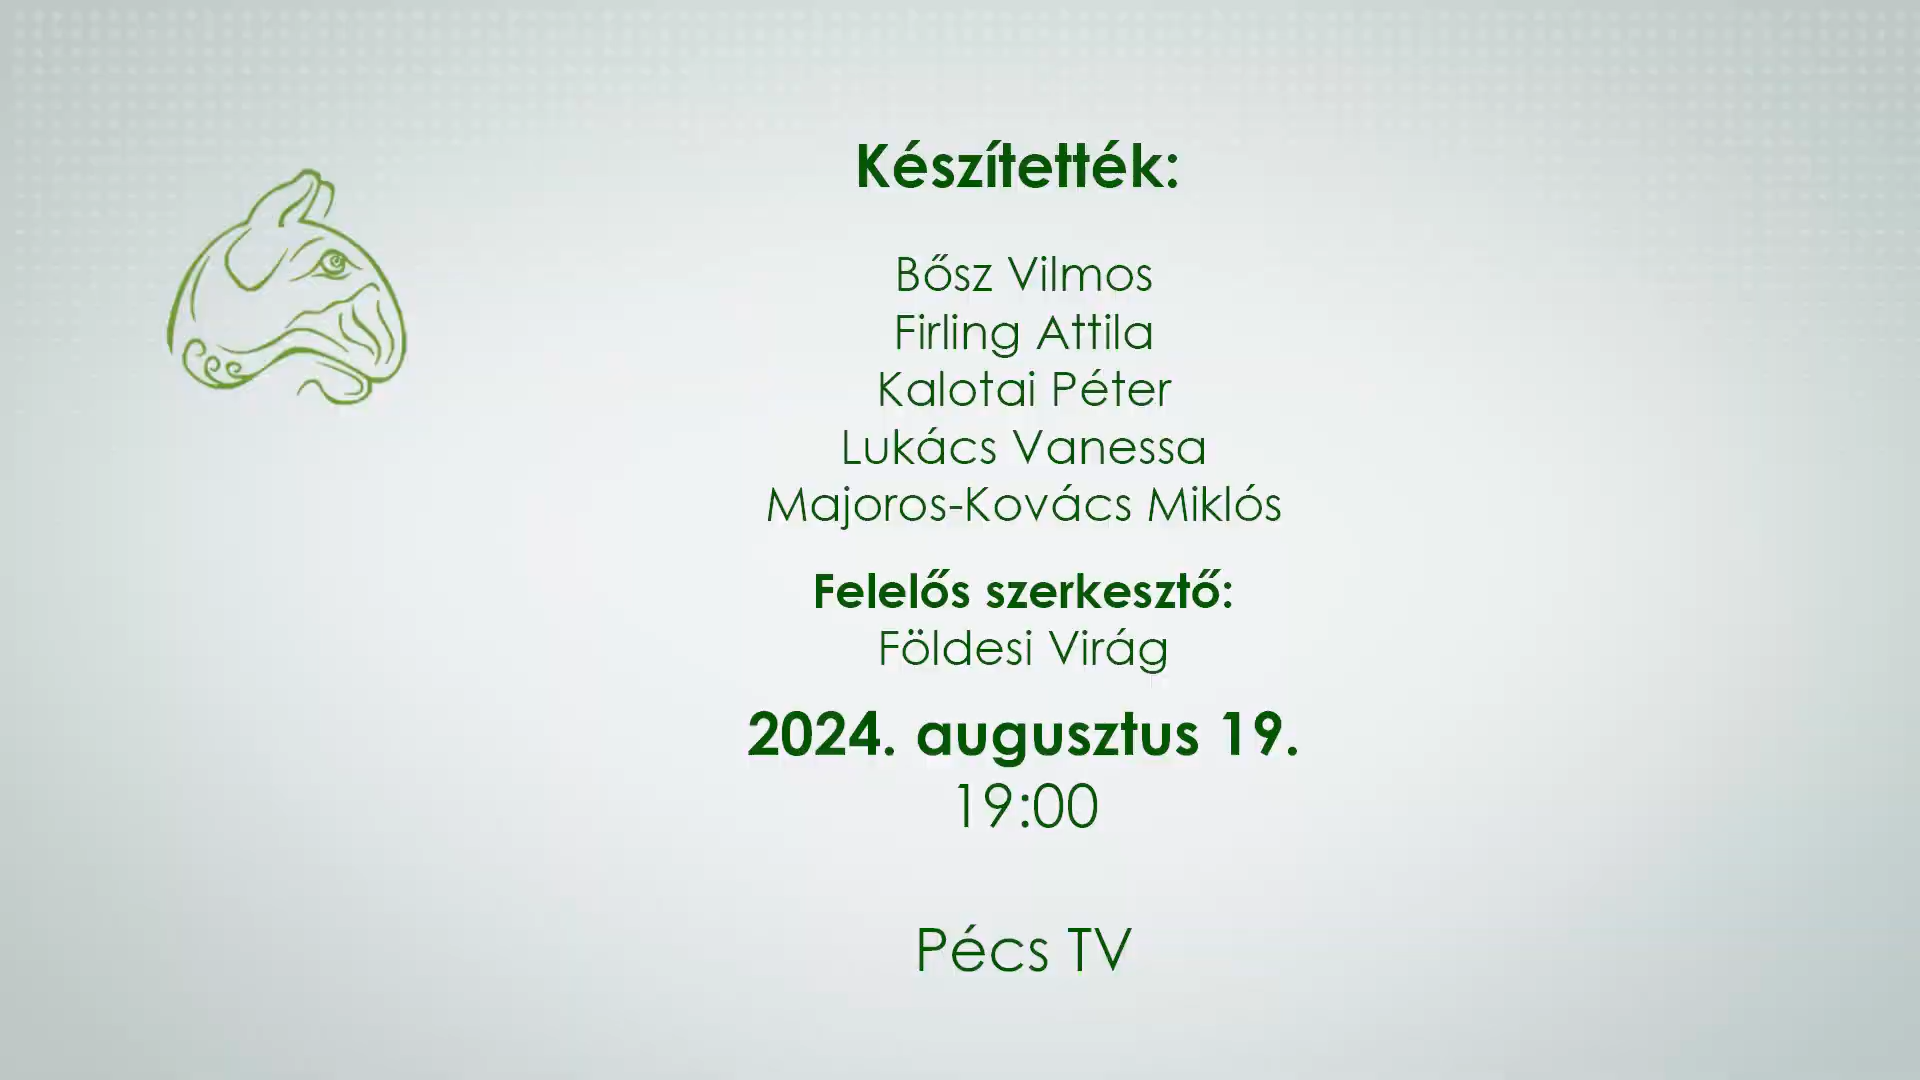 Készítették:
Bősz Vilmos
Firling Attila
Kalotai Péter
Lukács Vanessa
Majoros-Kovács Miklós
Felelős szerkesztő:
Földesi Virág
2024. augusztus 19.
19:00
Pécs TV